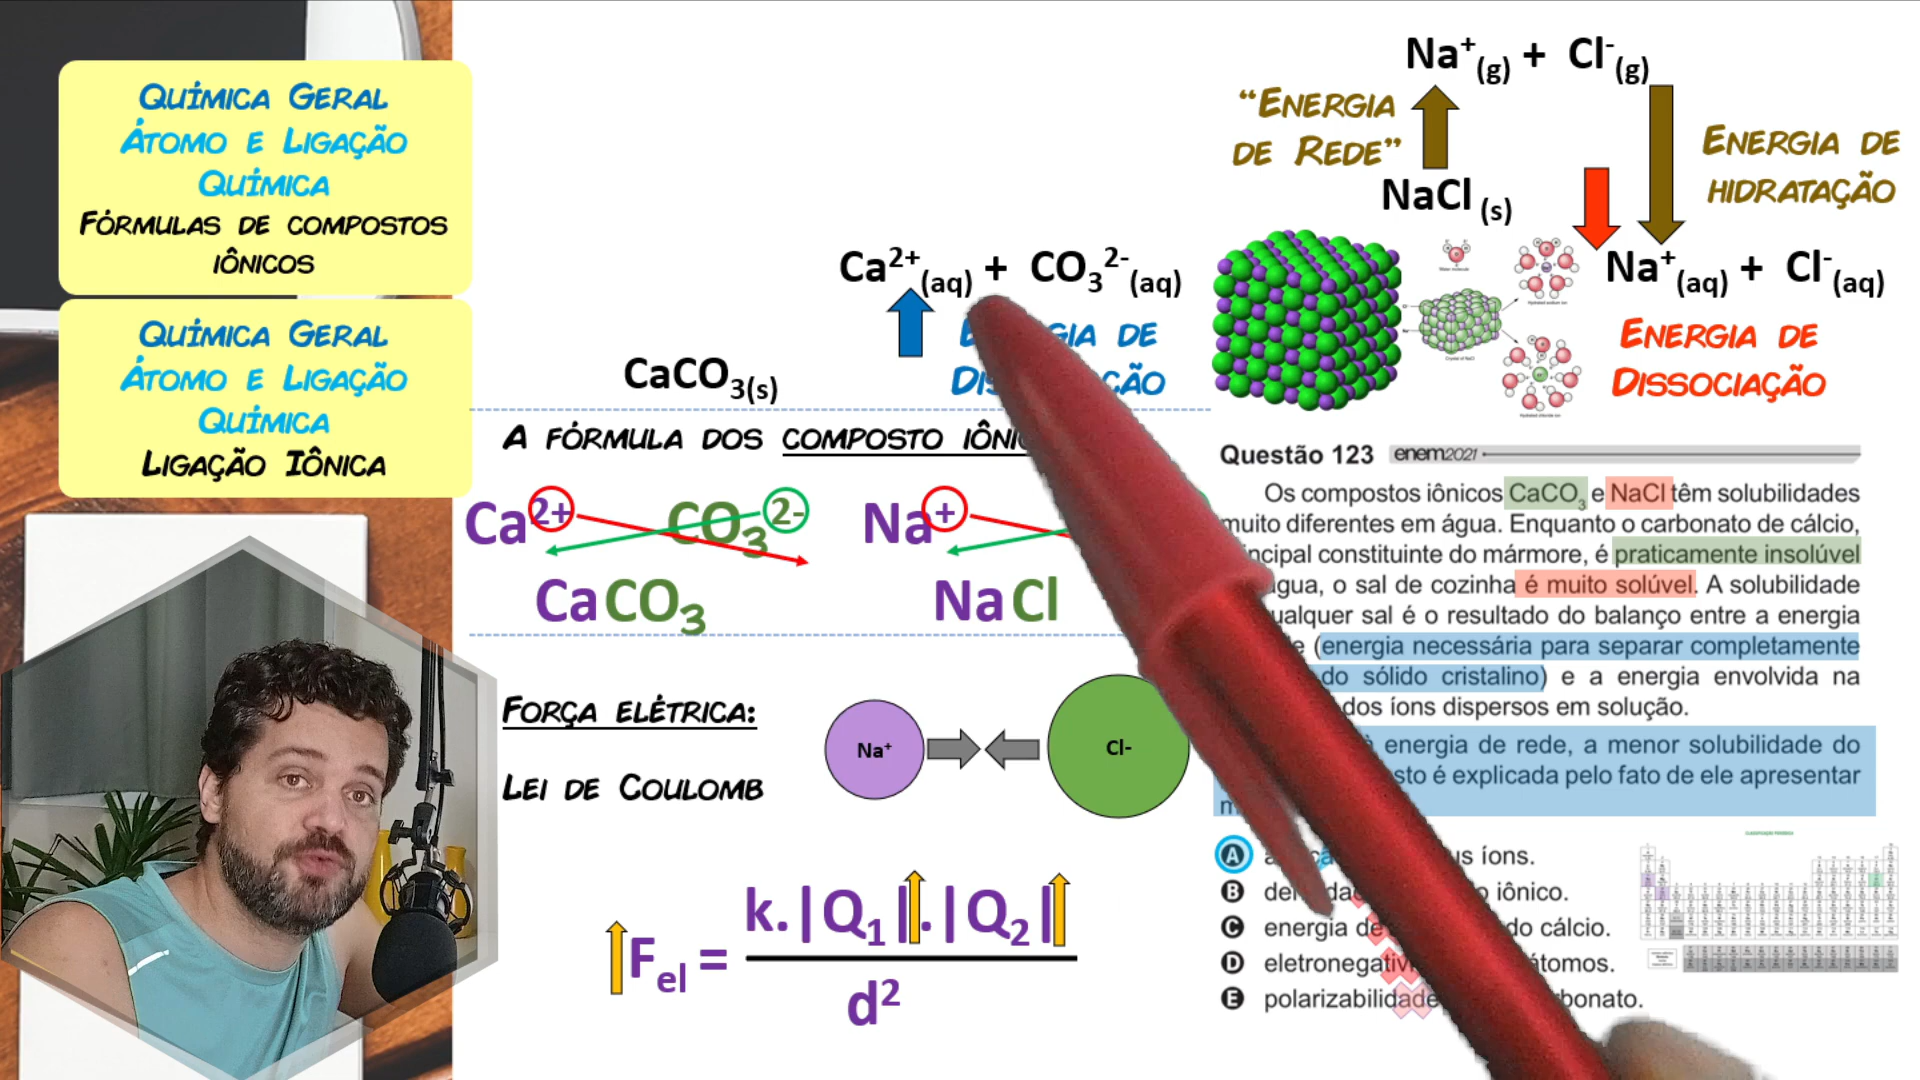 QUÍMICA GERAL
ÁTOMO E LIGAÇÃO
QUÍMICA
FÓRMULAS DE COMPOSTOS
IÔNICOS
QUÍMICA GERAL
ÁTOMO E LIGAÇÃO
QUÍMICA
LIGAÇÃO IÔNICA
Na⁺(g) + Cl⁻(g)
“ENERGIA
DE REDE”
ENERGIA DE
HIDRATAÇÃO
NaCl (s)
Na⁺(aq) + Cl⁻(aq)
ENERGIA DE
DISSOCIAÇÃO
Ca²⁺(aq) + CO₃²⁻(aq)
DE
CaCO₃(s)
A FÓRMULA DOS COMPOSTO
Ca²⁺ CO₃²⁻ Na⁺
CaCO₃ NaCl
FORÇA ELÉTRICA:
LEI DE COULOMB
Na⁺ Cl-
Fel = k.|Q₁|.|Q₂|
d²
Questão 123 enem2021
Os compostos iônicos CaCO₃ e NaCl têm solubilidades
muito diferentes em água. Enquanto o carbonato de cálcio,
constituinte do mármore, é praticamente insolúvel
água, o sal de cozinha é muito solúvel. A solubilidade
qualquer sal é o resultado do balanço entre a energia
(energia necessária para separar completamente
do sólido cristalino) e a energia envolvida na
dos íons dispersos em solução.
à energia de rede, a menor solubilidade do
é explicada pelo fato de ele apresentar
A íons.
B iônico.
C energia do cálcio.
D átomos.
E polarizabilidade